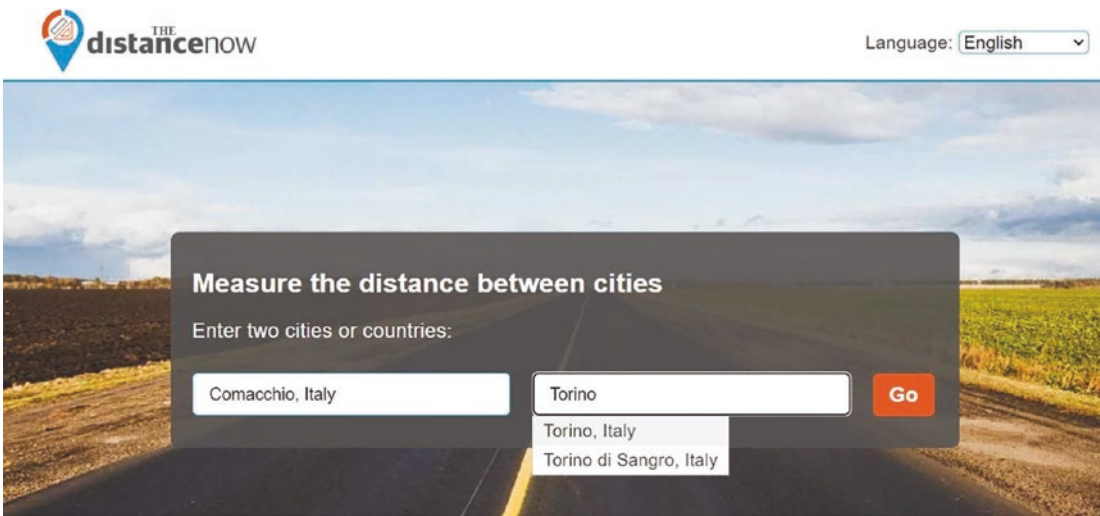 THE
distancenow
Language: English
Measure the distance between cities
Enter two cities or countries:
Comacchio, Italy
Torino
Go
Torino, Italy
Torino di Sangro, Italy